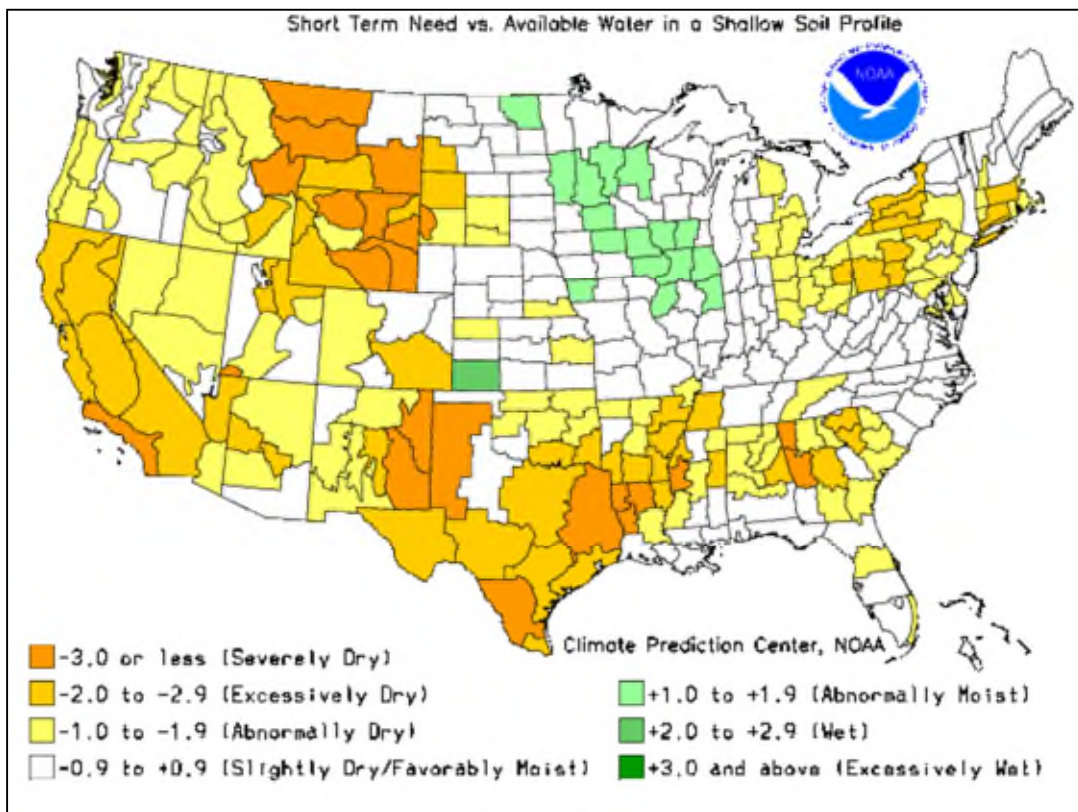 Short Term Need vs. Available Water in a Shallow Soil Profile
NOAA
Climate Prediction Center, NOAA
-3.0 or less (Severely Dry)
-2.0 to -2.9 (Excessively Dry)
-1.0 to -1.9 (Abnormally Dry)
-0.9 to +0.9 (Slightly Dry/Favorably Moist)
+1.0 to +1.9 (Abnormally Moist)
+2.0 to +2.9 (Wet)
+3.0 and above (Excessively Wet)